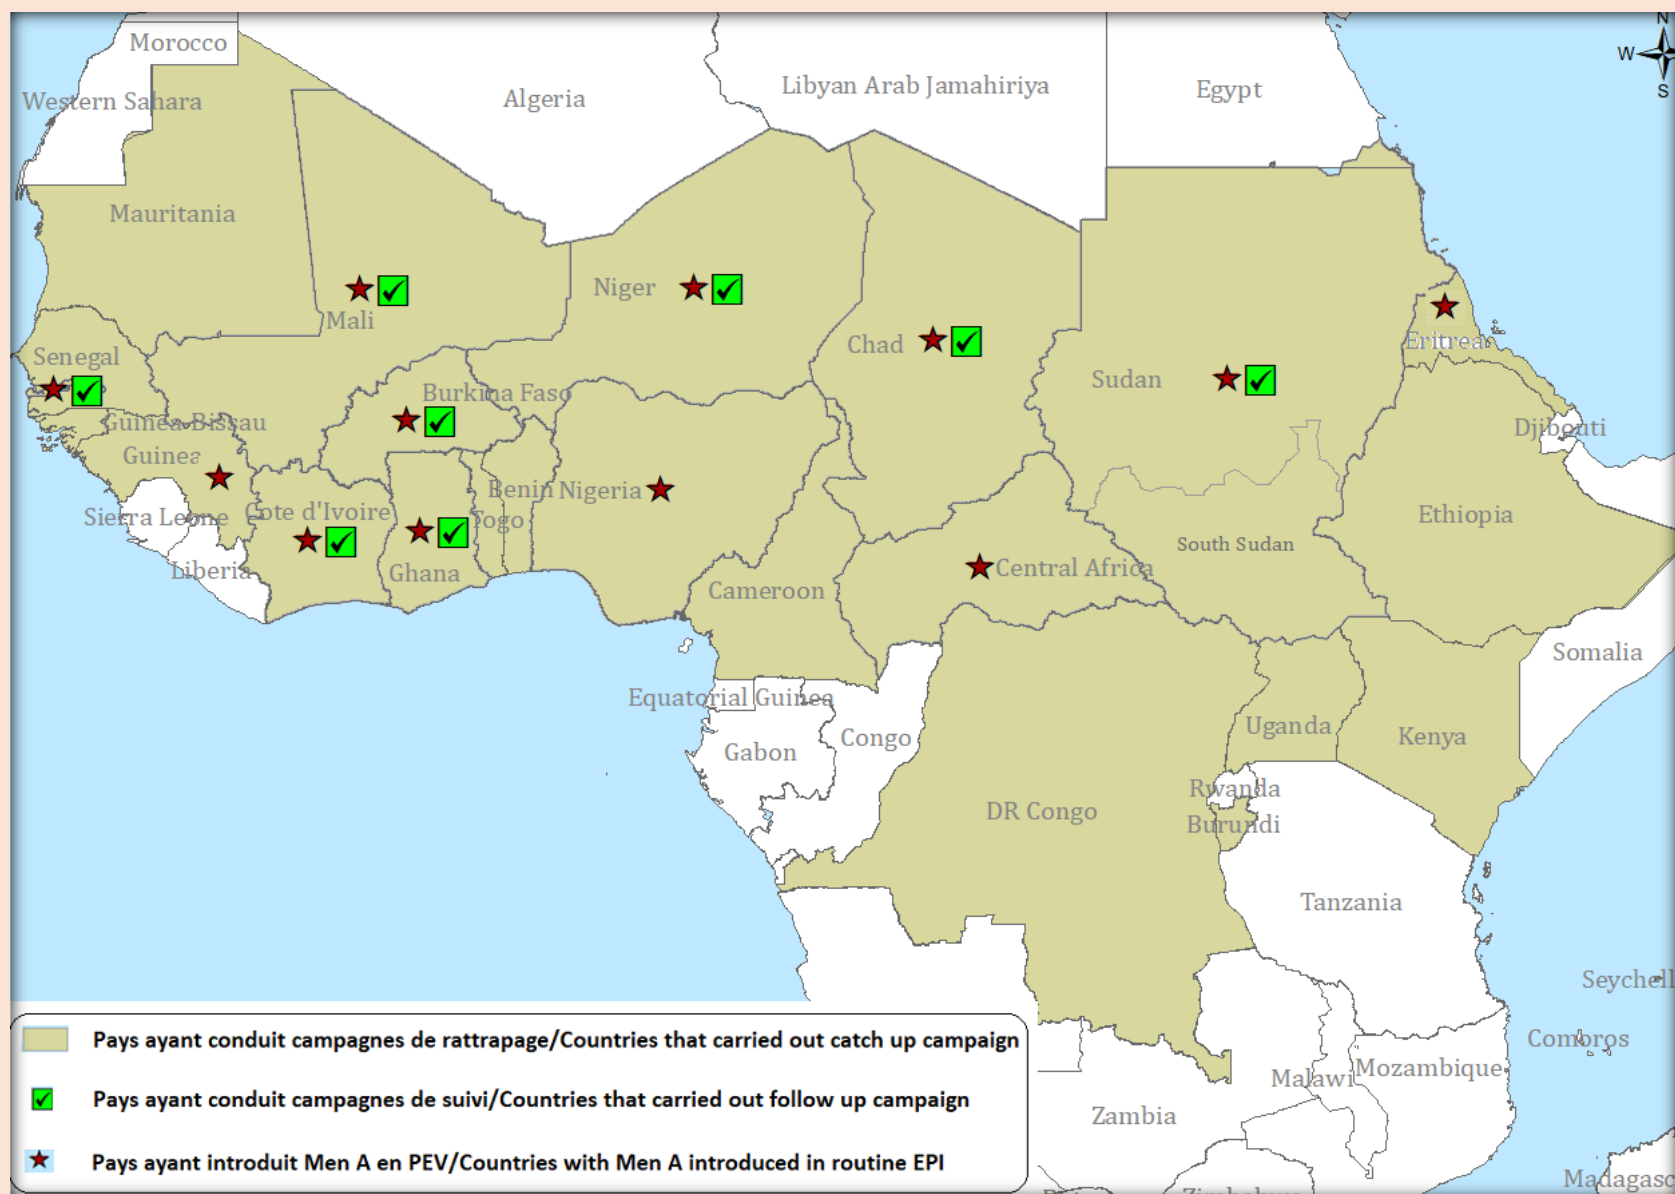 N
Morocco
W
Libyan Arab Jamahiriya
Egypt
S
Algeria
Western Sahara
Mauritania
Niger
Mali
Eritrea
Chad
Senegal
Sudan
Burkina Faso
Guinea-Bissau
Djibouti
Guinea
Benin
Nigeria
Cote d'Ivoire
Sierra Leone
Togo
Ethiopia
South Sudan
Central Africa
Liberia
Ghana
Cameroon
Somalia
Equatorial Guinea
Uganda
Kenya
Congo
Gabon
Rwanda
DR Congo
Burundi
Tanzania
Seychell
Comoros
Mozambique
Malawi
Zambia
Madagasc
Zimbabwe
Pays ayant conduit campagnes de rattrapage/Countries that carried out catch up campaign
Pays ayant conduit campagnes de suivi/Countries that carried out follow up campaign
Pays ayant introduit Men A en PEV/Countries with Men A introduced in routine EPI